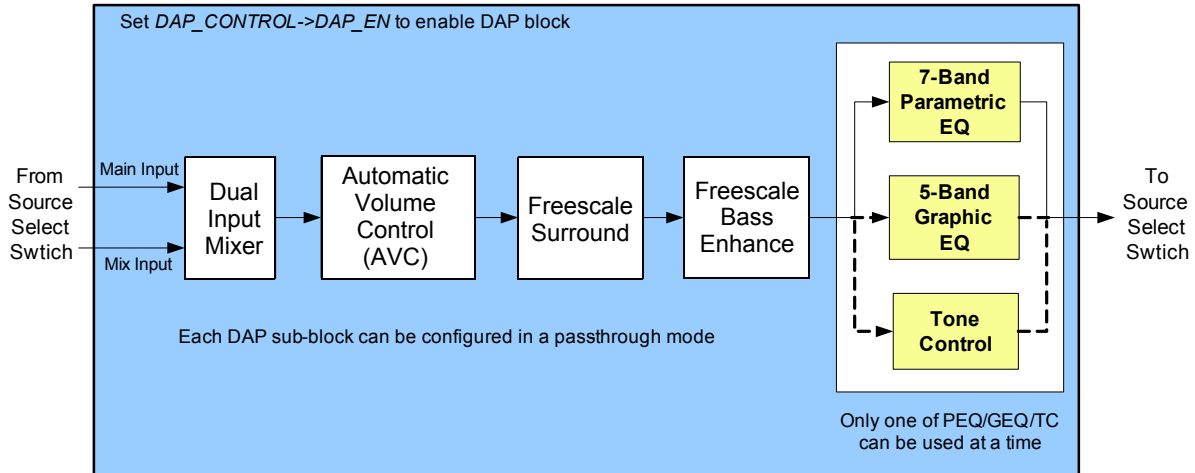 Set DAP_CONTROL->DAP_EN to enable DAP block
From
Source
Select
Swtich
Main Input
Mix Input
Dual
Input
Mixer
Automatic
Volume
Control
(AVC)
Freescale
Surround
Freescale
Bass
Enhance
7-Band
Parametric
EQ
5-Band
Graphic
EQ
Tone
Control
To
Source
Select
Swtich
Each DAP sub-block can be configured in a passthrough mode
Only one of PEQ/GEQ/TC
can be used at a time